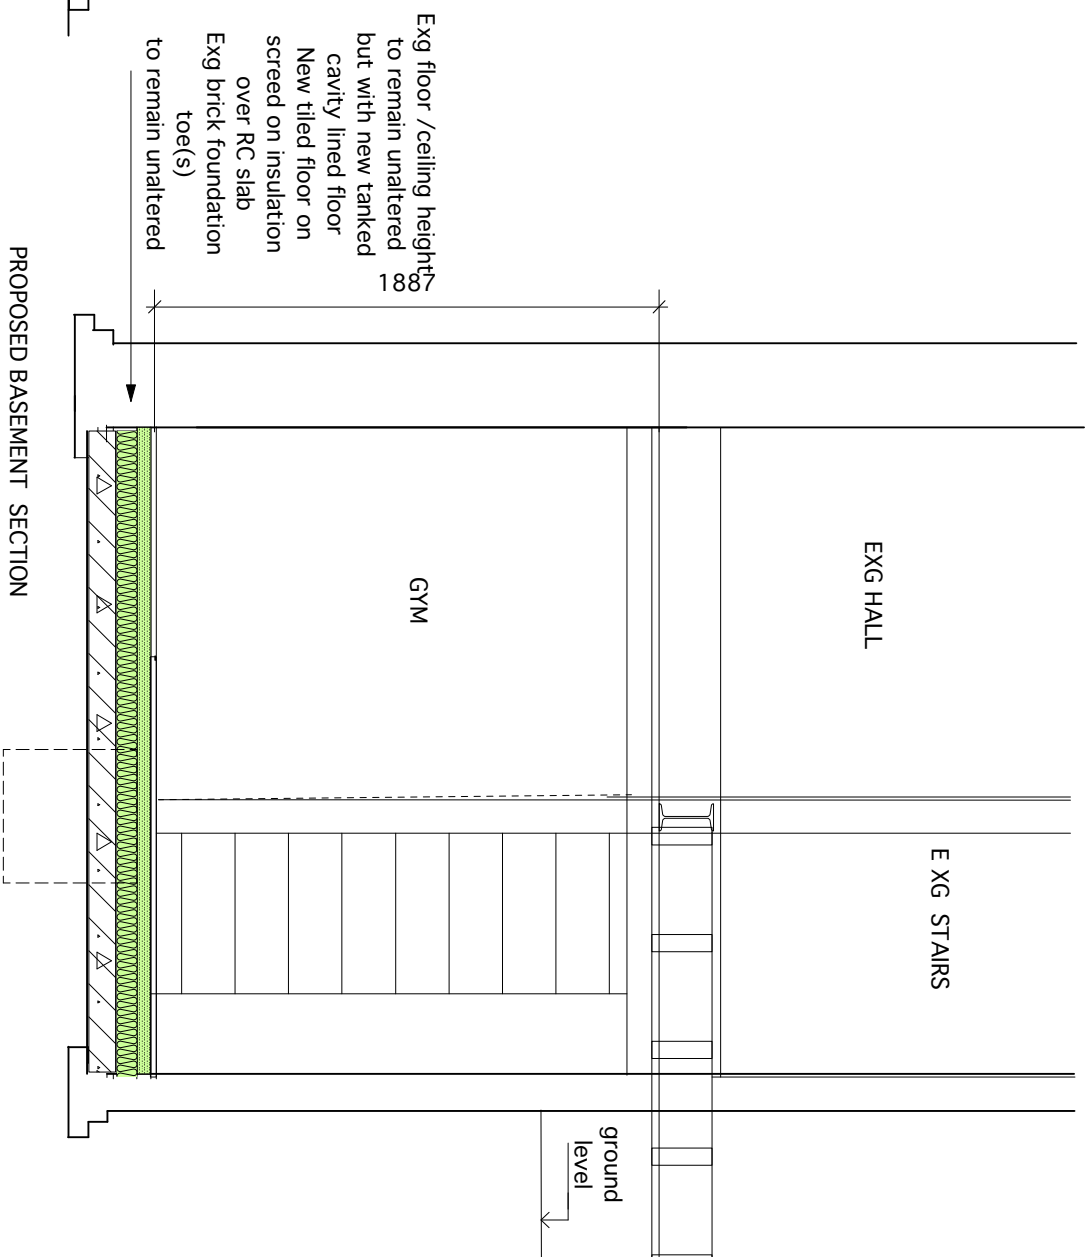 Exg floor /ceiling height
to remain unaltered
but with new tanked
cavity lined floor
New tiled floor on
screed on insulation
over RC slab
Exg brick foundation
toe(s)
to remain unaltered
1887
EXG HALL
E XG STAIRS
GYM
ground
level
PROPOSED BASEMENT SECTION